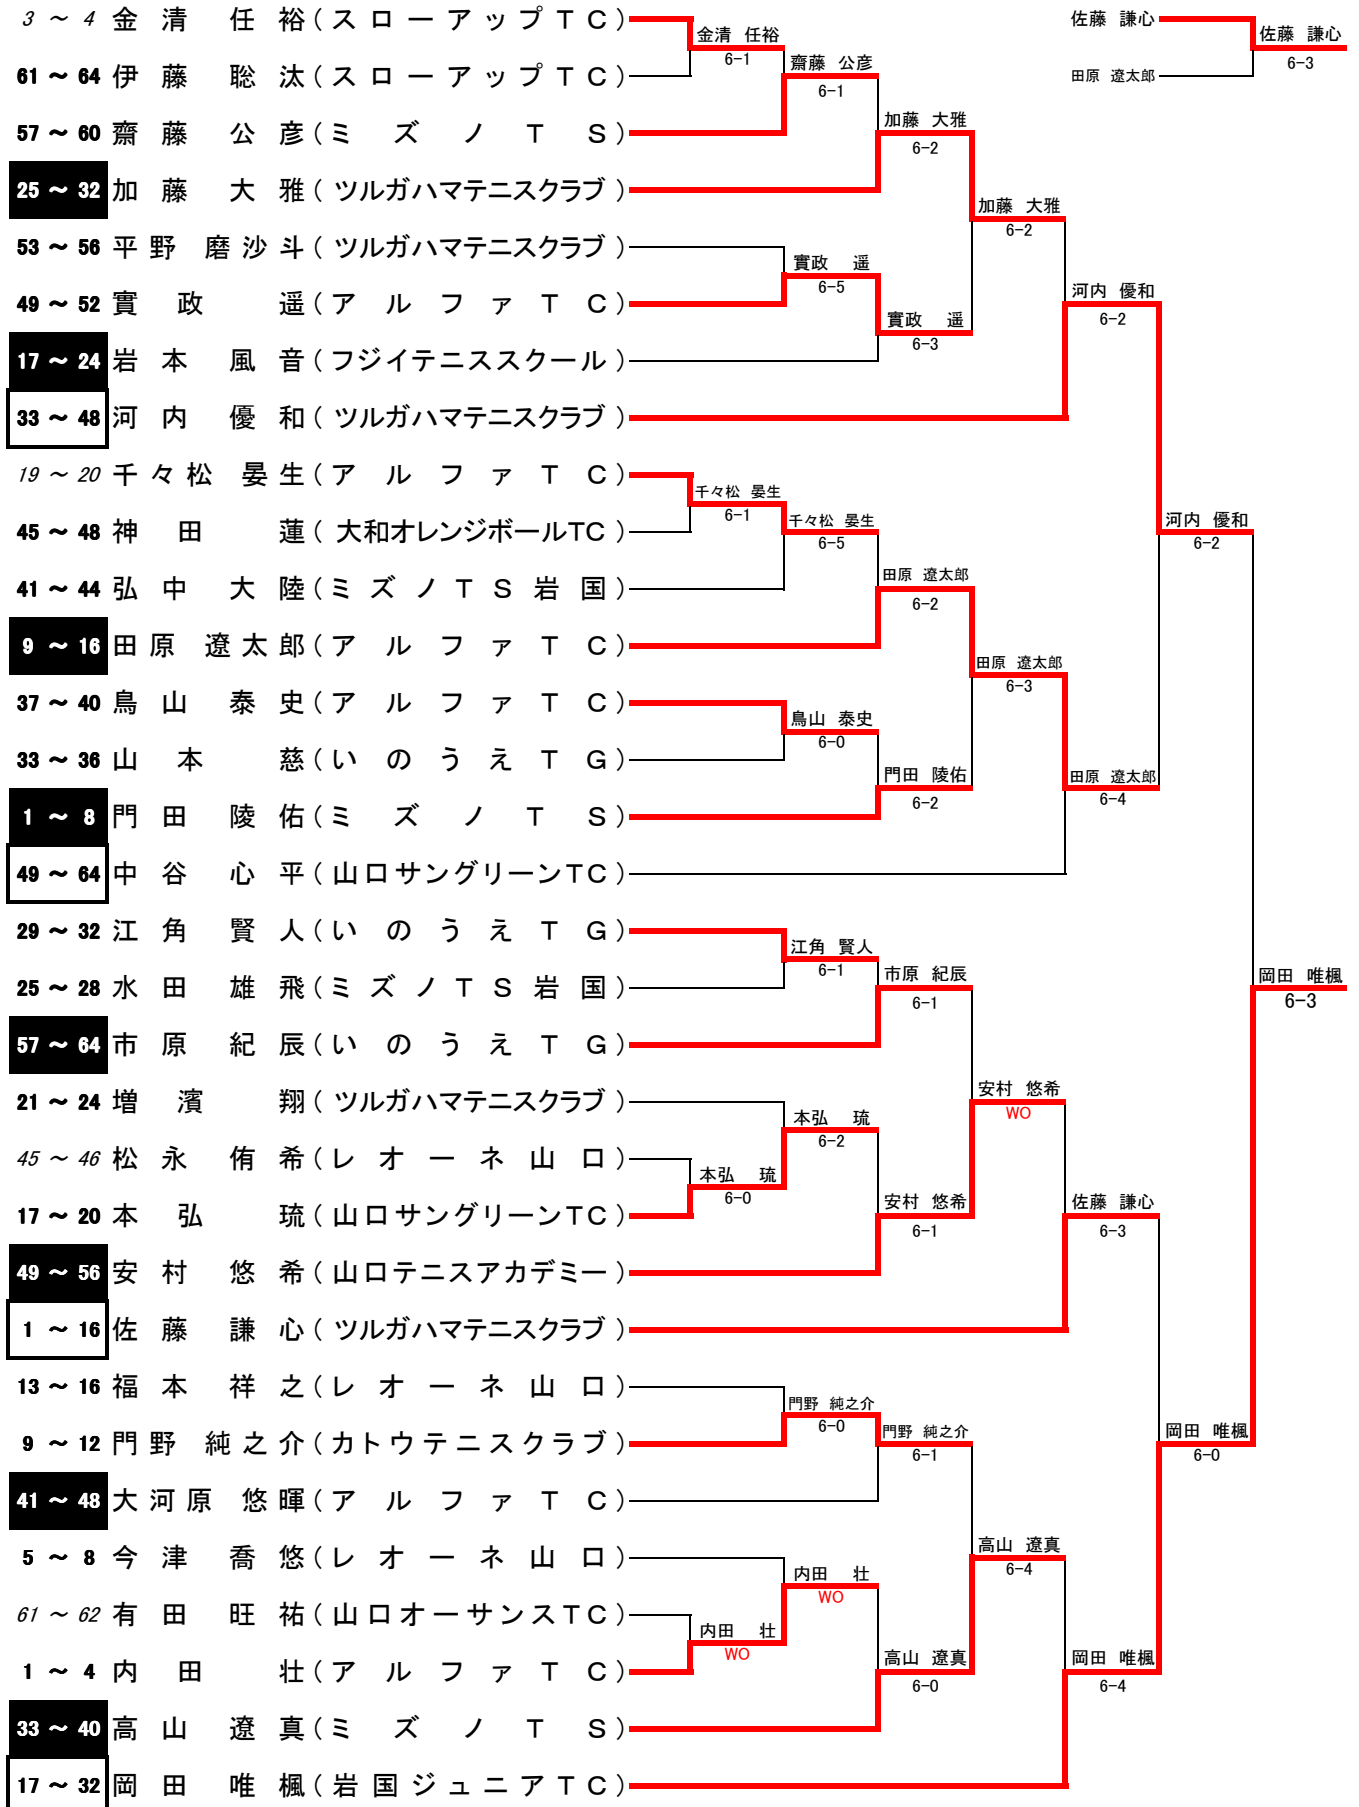 3 ～ 4 金清 任裕 (スローアップTC)
61 ～ 64 伊藤 聡汰 (スローアップTC)
57 ～ 60 齋藤 公彦 (ミズノTS)
25 ～ 32 加藤 大雅 (ツルガハマテニスクラブ)
53 ～ 56 平野 磨沙斗 (ツルガハマテニスクラブ)
49 ～ 52 實政 遥 (アルファTC)
17 ～ 24 岩本 風音 (フジイテニススクール)
33 ～ 48 河内 優和 (ツルガハマテニスクラブ)
19 ～ 20 千々松 晏生 (アルファTC)
45 ～ 48 神田 蓮 (大和オレンジボールTC)
41 ～ 44 弘中 大陸 (ミズノTS岩国)
9 ～ 16 田原 遼太郎 (アルファTC)
37 ～ 40 鳥山 泰史 (アルファTC)
33 ～ 36 山本 慈 (いのうえTG)
1 ～ 8 門田 陵佑 (ミズノTS)
49 ～ 64 中谷 心平 (山口サングリーンTC)
29 ～ 32 江角 賢人 (いのうえTG)
25 ～ 28 水田 雄飛 (ミズノTS岩国)
57 ～ 64 市原 紀辰 (いのうえTG)
21 ～ 24 増濱 翔 (ツルガハマテニスクラブ)
45 ～ 46 松永 侑希 (レオーネ山口)
17 ～ 20 本弘 琉 (山口サングリーンTC)
49 ～ 56 安村 悠希 (山口テニスアカデミー)
1 ～ 16 佐藤 謙心 (ツルガハマテニスクラブ)
13 ～ 16 福本 祥之 (レオーネ山口)
9 ～ 12 門野 純之介 (カトウテニスクラブ)
41 ～ 48 大河原 悠暉 (アルファTC)
5 ～ 8 今津 喬悠 (レオーネ山口)
61 ～ 62 有田 旺祐 (山口オーサンスTC)
1 ～ 4 内田 壮 (アルファTC)
33 ～ 40 高山 遼真 (ミズノTS)
17 ～ 32 岡田 唯楓 (岩国ジュニアTC)
金清 任裕
6-1
千々松 晏生
6-1
本弘 琉
6-0
内田 壮
WO
齋藤 公彦
6-1
實政 遥
6-5
千々松 晏生
6-5
鳥山 泰史
6-0
江角 賢人
6-1
本弘 琉
6-2
門野 純之介
6-0
内田 壮
WO
加藤 大雅
6-2
實政 遥
6-3
田原 遼太郎
6-2
門田 陵佑
6-2
市原 紀辰
6-1
安村 悠希
6-1
門野 純之介
6-1
高山 遼真
6-0
加藤 大雅
6-2
田原 遼太郎
6-3
安村 悠希
WO
高山 遼真
6-4
河内 優和
6-2
田原 遼太郎
6-4
佐藤 謙心
6-3
岡田 唯楓
6-4
河内 優和
6-2
岡田 唯楓
6-0
岡田 唯楓
6-3
佐藤 謙心
田原 遼太郎
佐藤 謙心
6-3